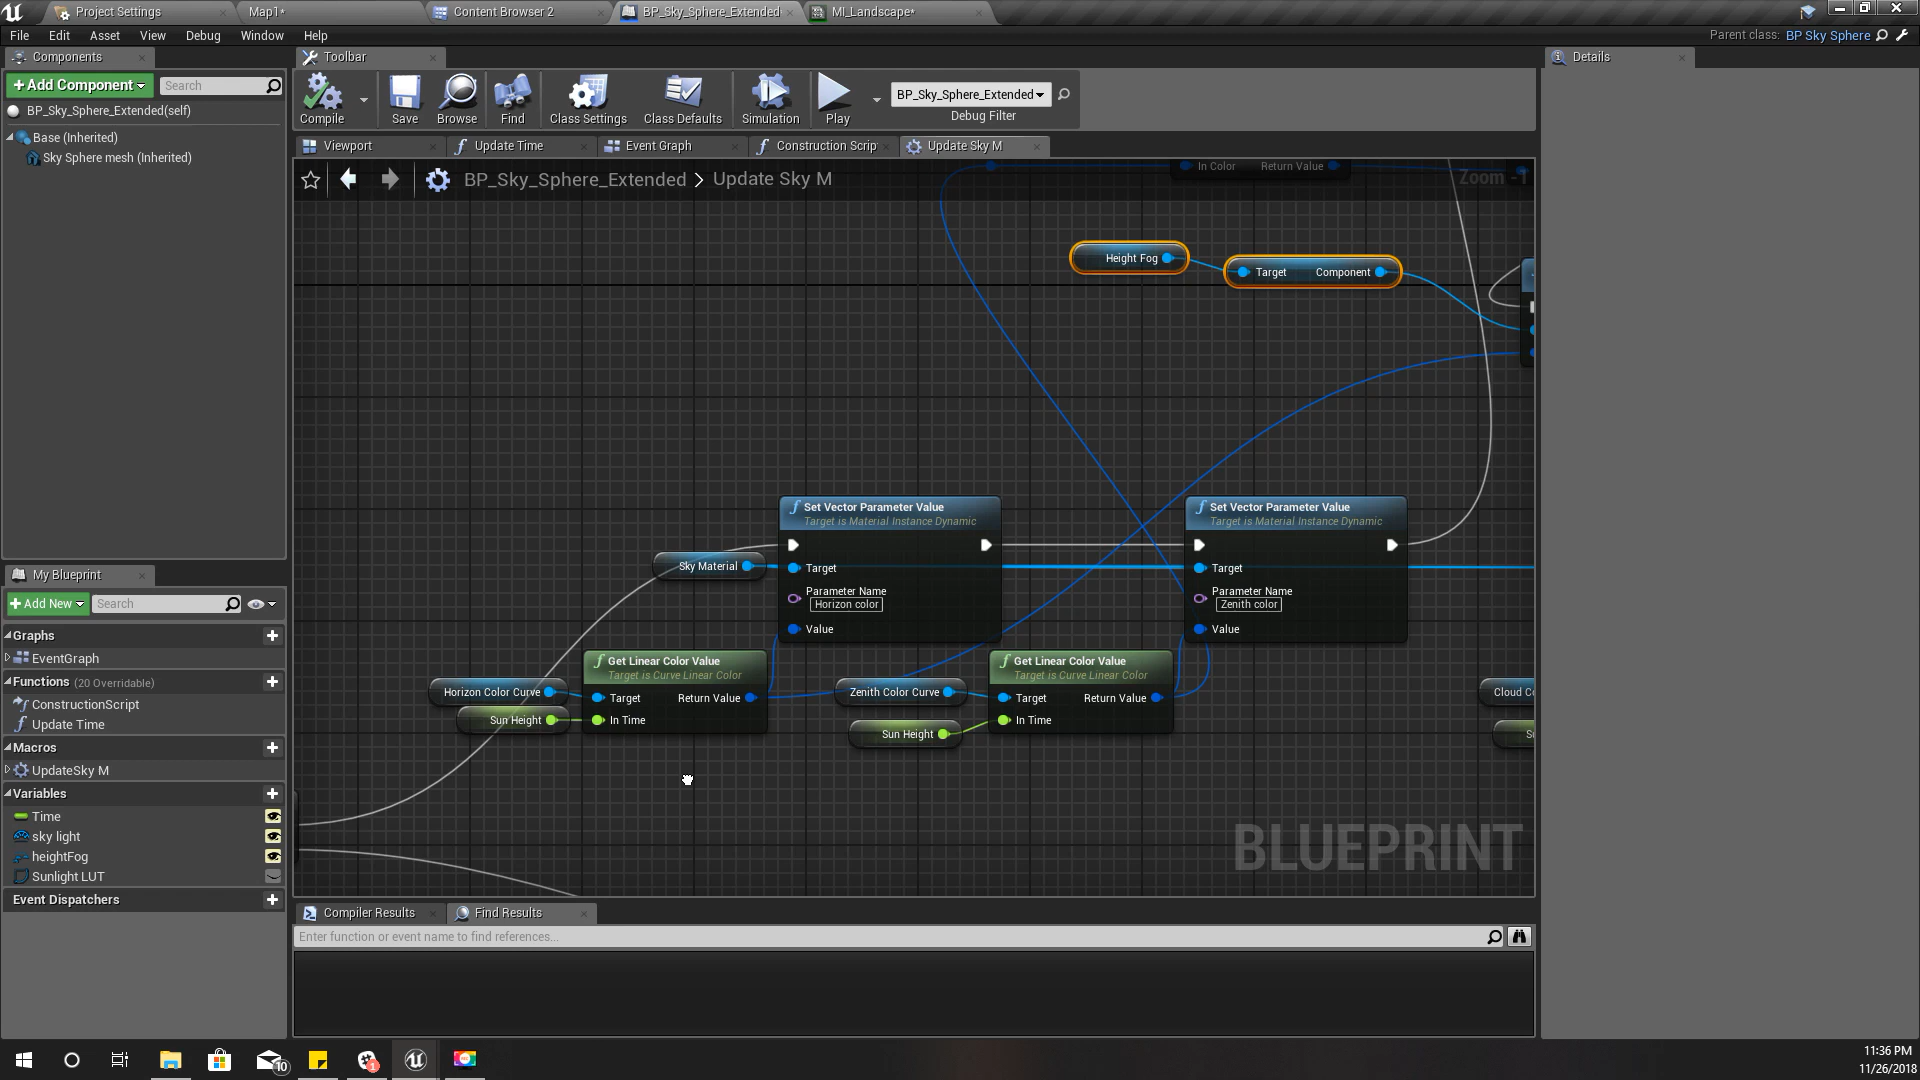 Project Settings
Map1*
Content Browser 2
BP_Sky_Sphere_Extended
MI_Landscape*
File Edit Asset View Debug Window Help
Parent class: BP Sky Sphere
Components
Toolbar
Details
+Add Component
Search
BP_Sky_Sphere_Extended(self)
Base (Inherited)
Sky Sphere mesh (Inherited)
Compile
Save
Browse
Find
Class Settings
Class Defaults
Simulation
Play
BP_Sky_Sphere_Extended
Debug Filter
Viewport
Update Time
Event Graph
Construction Scrip
Update Sky M
BP_Sky_Sphere_Extended > Update Sky M
In Color Return Value
Zoom -1
Height Fog
Target Component
Set Vector Parameter Value
Target is Material Instance Dynamic
Sky Material
Target
Parameter Name
Horizon color
Value
Set Vector Parameter Value
Target is Material Instance Dynamic
Target
Parameter Name
Zenith color
Value
Get Linear Color Value
Target is Curve Linear Color
Horizon Color Curve
Target Return Value
Sun Height
In Time
Zenith Color Curve
Get Linear Color Value
Target is Curve Linear Color
Target Return Value
Sun Height
In Time
Cloud Co
BLUEPRINT
My Blueprint
+Add New
Search
Graphs
EventGraph
Functions (20 Overridable)
ConstructionScript
Update Time
Macros
UpdateSky M
Variables
Time
sky light
heightFog
Sunlight LUT
Event Dispatchers
Compiler Results
Find Results
Enter function or event name to find references...
10
1
11:36 PM
11/26/2018